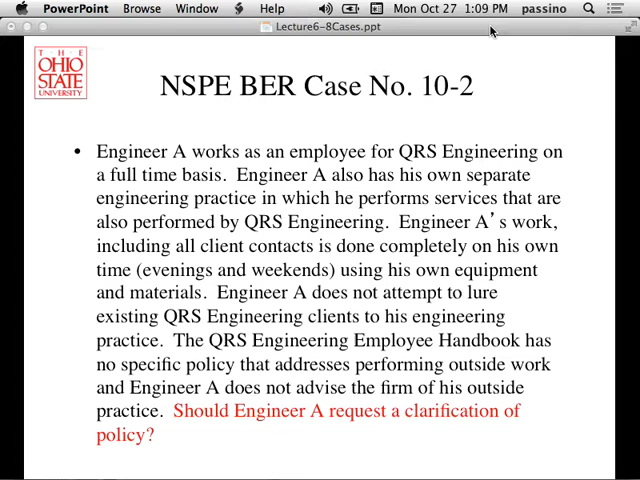 PowerPoint Browse Window Help Mon Oct 27 1:09 PM passino
Lecture6-8Cases.ppt
T · H · E
OHIO
STATE
UNIVERSITY
NSPE BER Case No. 10-2
• Engineer A works as an employee for QRS Engineering on
a full time basis. Engineer A also has his own separate
engineering practice in which he performs services that are
also performed by QRS Engineering. Engineer A’s work,
including all client contacts is done completely on his own
time (evenings and weekends) using his own equipment
and materials. Engineer A does not attempt to lure
existing QRS Engineering clients to his engineering
practice. The QRS Engineering Employee Handbook has
no specific policy that addresses performing outside work
and Engineer A does not advise the firm of his outside
practice. Should Engineer A request a clarification of
policy?